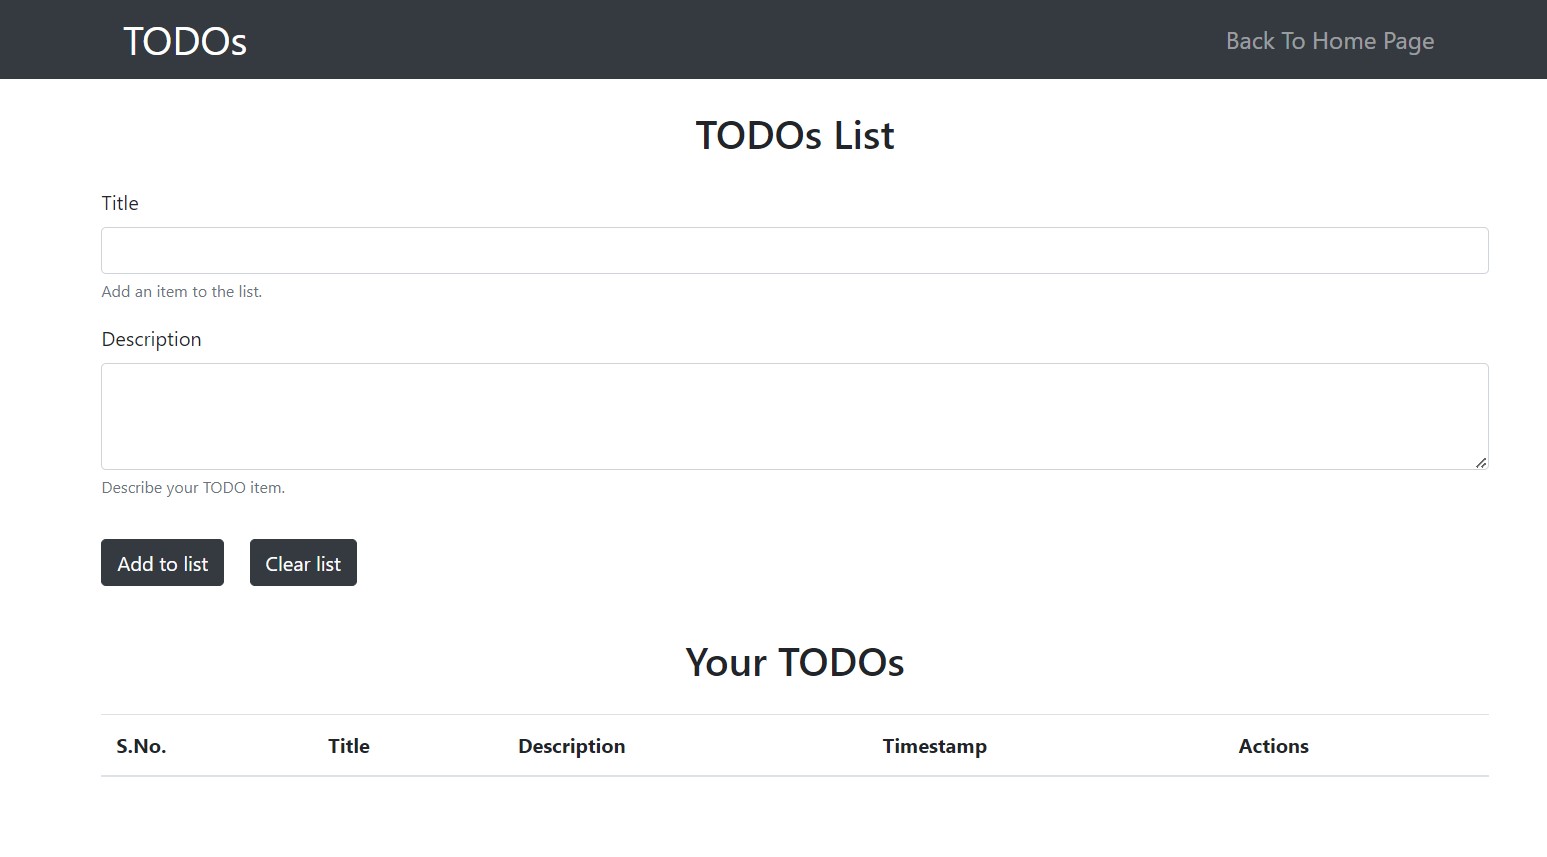 TODOs Back To Home Page
TODOs List
Title
Add an item to the list.
Description
Describe your TODO item.
Add to list Clear list
Your TODOs
S.No. Title Description Timestamp Actions